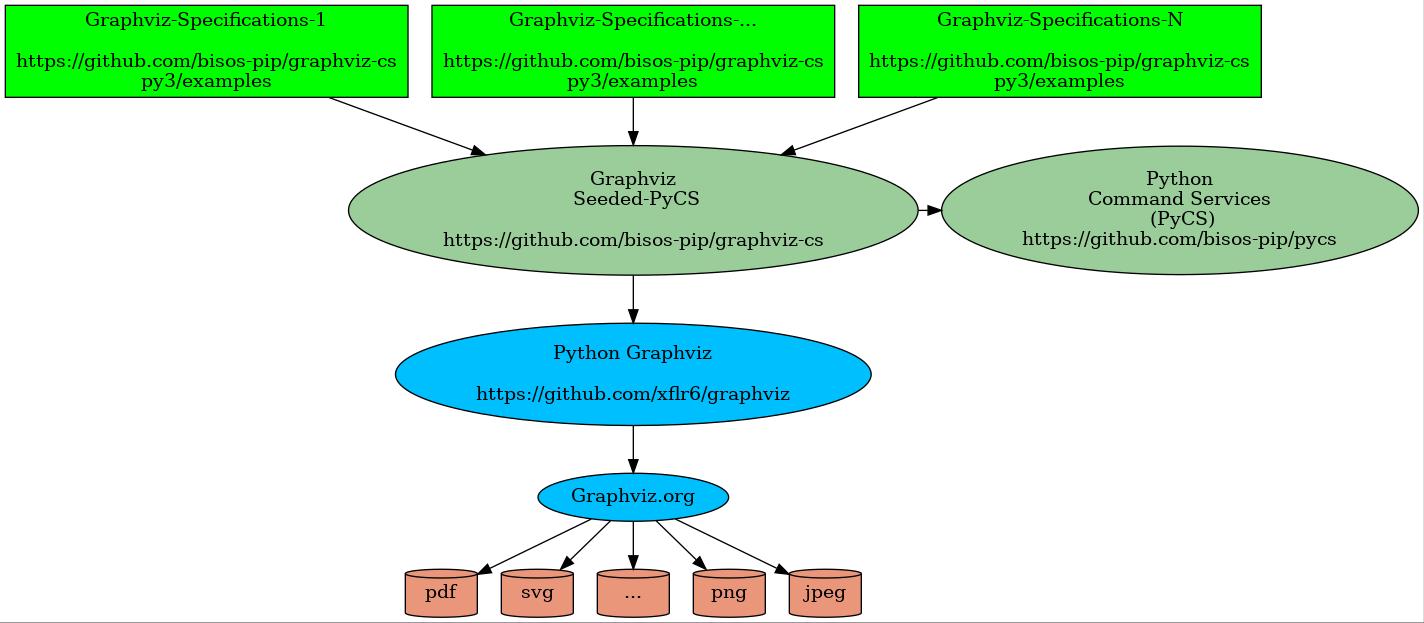 Graphviz-Specifications-1
https://github.com/bisos-pip/graphviz-cs
py3/examples
Graphviz-Specifications-...
https://github.com/bisos-pip/graphviz-cs
py3/examples
Graphviz-Specifications-N
https://github.com/bisos-pip/graphviz-cs
py3/examples
Graphviz
Seeded-PyCS
https://github.com/bisos-pip/graphviz-cs
Python
Command Services
(PyCS)
https://github.com/bisos-pip/pycs
Python Graphviz
https://github.com/xflr6/graphviz
Graphviz.org
pdf
svg
...
png
jpeg